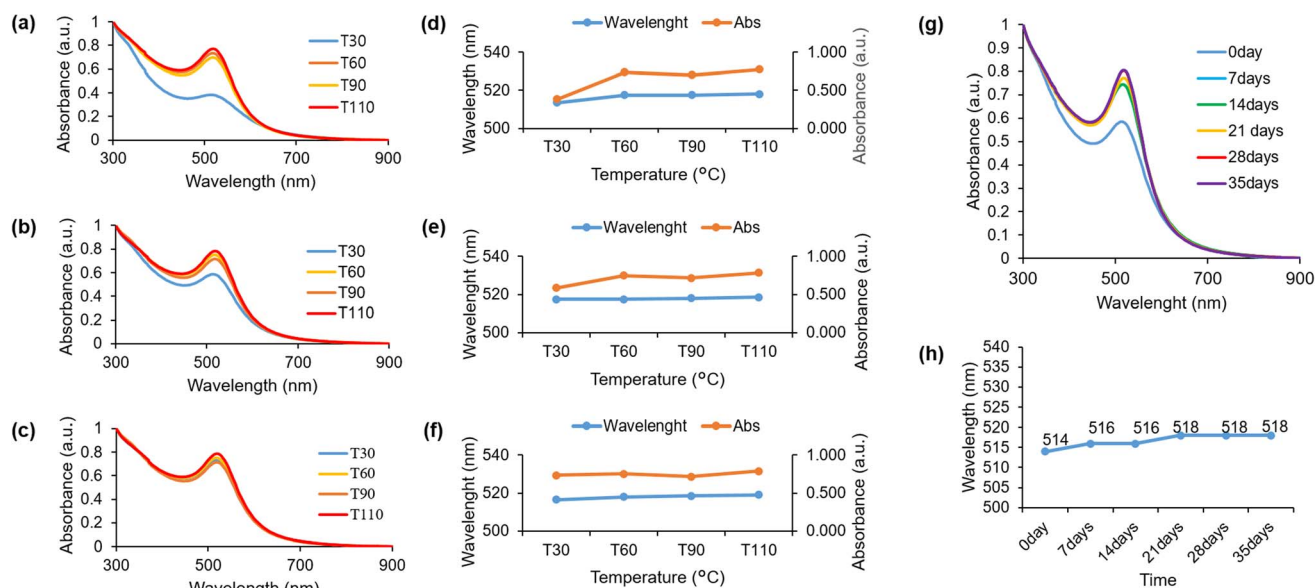 (a)
Absorbance (a.u.)
1
0.8
0.6
0.4
0.2
0
300
500
700
900
Wavelength (nm)
T30
T60
T90
T110
(b)
Absorbance (a.u.)
1
0.8
0.6
0.4
0.2
0
300
500
700
900
Wavelength (nm)
T30
T60
T90
T110
(c)
Absorbance (a.u.)
1
0.8
0.6
0.4
0.2
0
300
500
700
900
Wavelength (nm)
T30
T60
T90
T110
(d)
Wavelenght
Abs
Wavelength (nm)
540
520
500
1.000
0.500
0.000
Absorbance (a.u.)
T30
T60
T90
T110
Temperature (°C)
(e)
Wavelenght
Abs
Wavelenght (nm)
540
520
500
1.000
0.500
0.000
Absorbance (a.u.)
T30
T60
T90
T110
Temperature (°C)
(f)
Wavelenght
Abs
Wavelenght (nm)
540
520
500
1.000
0.500
0.000
Absorbance (a.u.)
T30
T60
T90
T110
Temperature (°C)
(g)
Absorbance (a.u.)
1
0.9
0.8
0.7
0.6
0.5
0.4
0.3
0.2
0.1
0
300
500
700
900
Wavelenght (nm)
0day
7days
14days
21 days
28days
35days
(h)
Wavelength (nm)
540
535
530
525
520
515
510
505
500
514
516
516
518
518
518
0day
7days
14days
21days
28days
35days
Time